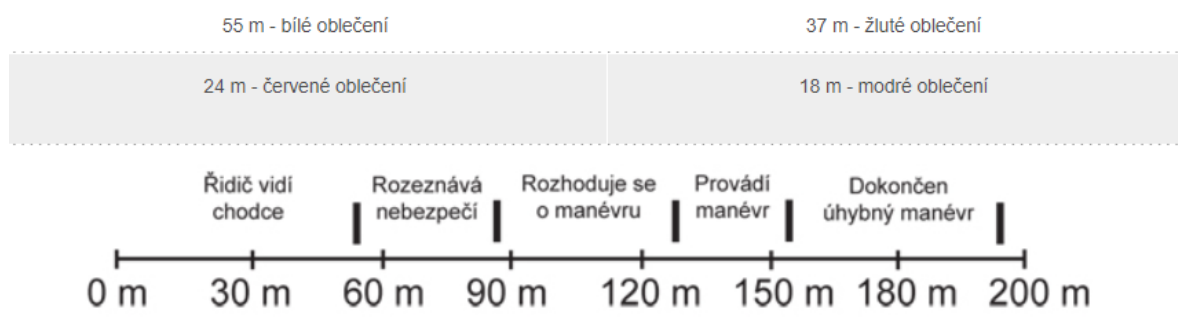 55 m - bílé oblečení
37 m - žluté oblečení
24 m - červené oblečení
18 m - modré oblečení
Řidič vidí
chodce
Rozeznává
nebezpečí
Rozhoduje se
o manévru
Provádí
manévr
Dokončen
úhybný manévr
0 m 30 m 60 m 90 m 120 m 150 m 180 m 200 m